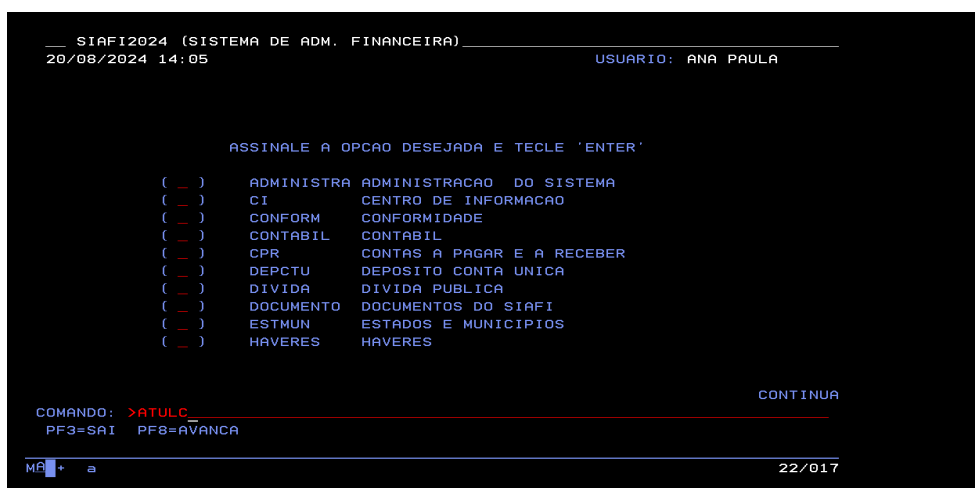 __ SIAFI2024 (SISTEMA DE ADM. FINANCEIRA)
20/08/2024 14:05 USUARIO: ANA PAULA
ASSINALE A OPCAO DESEJADA E TECLE 'ENTER'
( _ ) ADMINISTRA ADMINISTRACAO DO SISTEMA
( _ ) CI CENTRO DE INFORMACAO
( _ ) CONFORM CONFORMIDADE
( _ ) CONTABIL CONTABIL
( _ ) CPR CONTAS A PAGAR E A RECEBER
( _ ) DEPCTU DEPOSITO CONTA UNICA
( _ ) DIVIDA DIVIDA PUBLICA
( _ ) DOCUMENTO DOCUMENTOS DO SIAFI
( _ ) ESTMUN ESTADOS E MUNICIPIOS
( _ ) HAVERES HAVERES
CONTINUA
COMANDO: >ATULC_
PF3=SAI PF8=AVANCA
MA + a 22/017